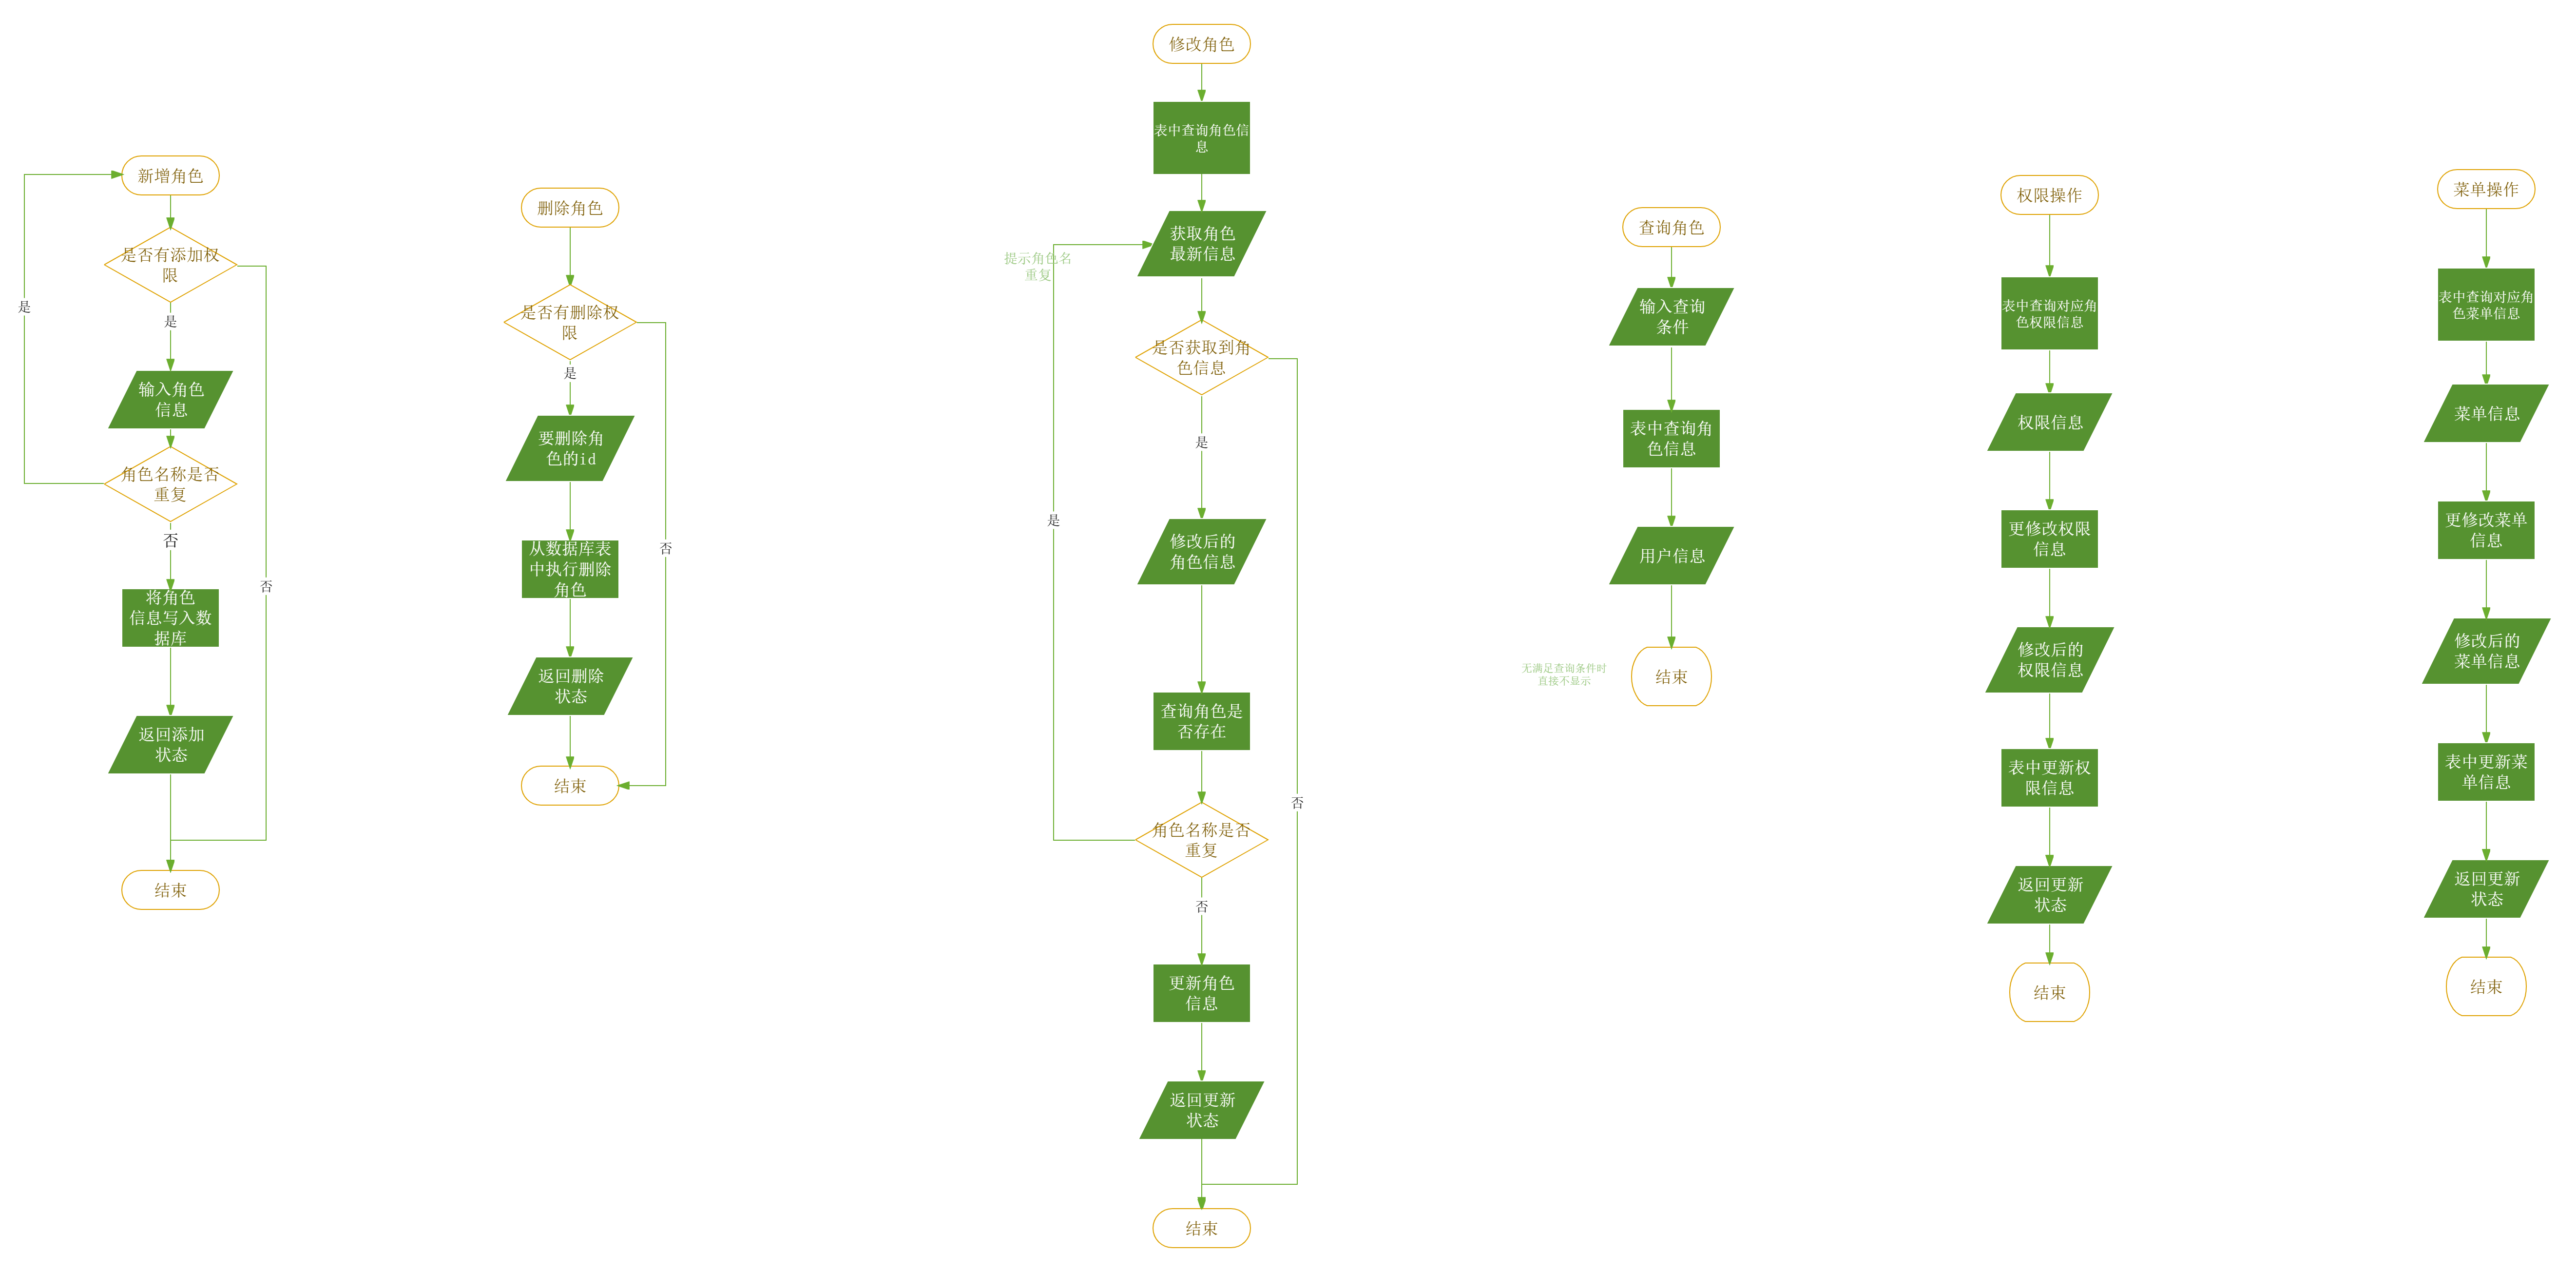 新增角色
是否有添加权
限
是
是
输入角色
信息
角色名称是否
重复
否
否
将角色
信息写入数
据库
返回添加
状态
结束
删除角色
是否有删除权
限
是
要删除角
色的id
从数据库表
中执行删除
角色
否
返回删除
状态
结束
修改角色
表中查询角色信
息
获取角色
最新信息
提示角色名
重复
是否获取到角
色信息
是
是
修改后的
角色信息
查询角色是
否存在
否
角色名称是否
重复
否
更新角色
信息
返回更新
状态
结束
查询角色
输入查询
条件
表中查询角
色信息
用户信息
无满足查询条件时
直接不显示
结束
权限操作
表中查询对应角
色权限信息
权限信息
更修改权限
信息
修改后的
权限信息
表中更新权
限信息
返回更新
状态
结束
菜单操作
表中查询对应角
色菜单信息
菜单信息
更修改菜单
信息
修改后的
菜单信息
表中更新菜
单信息
返回更新
状态
结束